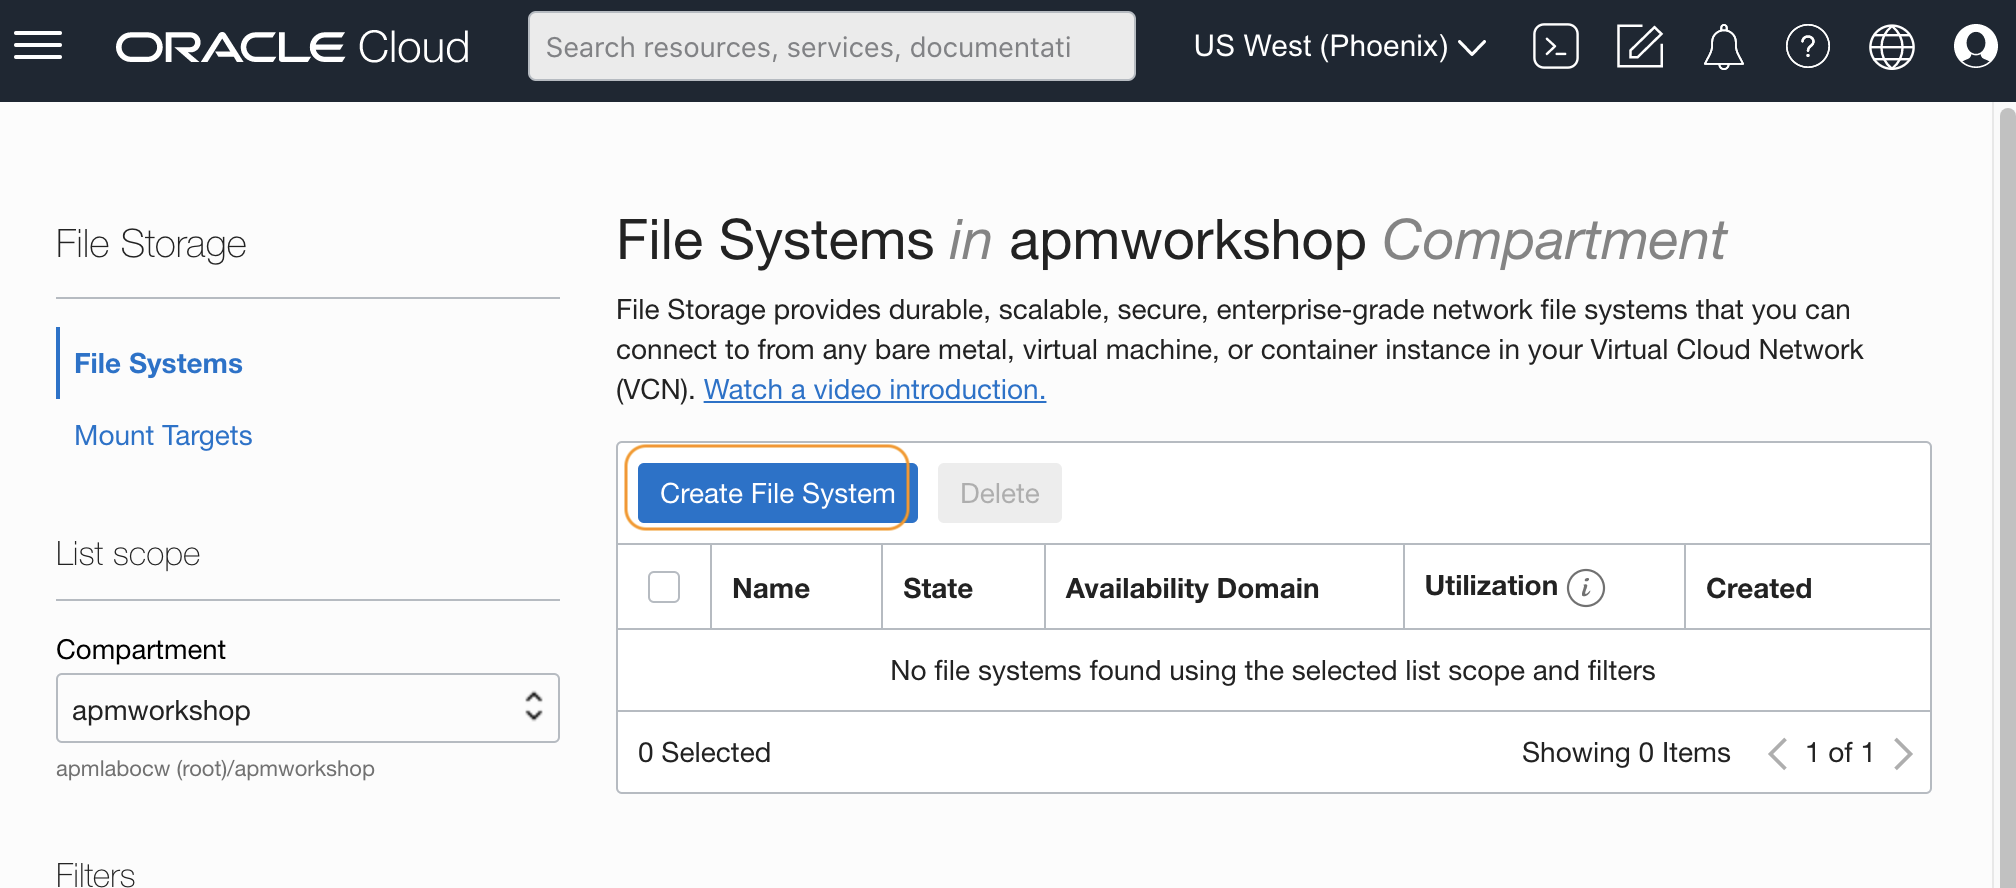 ORACLE Cloud
Search resources, services, documentati
US West (Phoenix)
File Storage
File Systems
Mount Targets
List scope
Compartment
apmworkshop
apmlabocw (root)/apmworkshop
Filters
File Systems in apmworkshop Compartment
File Storage provides durable, scalable, secure, enterprise-grade network file systems that you can
connect to from any bare metal, virtual machine, or container instance in your Virtual Cloud Network
(VCN). Watch a video introduction.
Create File System Delete
Name State Availability Domain Utilization i Created
No file systems found using the selected list scope and filters
0 Selected Showing 0 Items 1 of 1